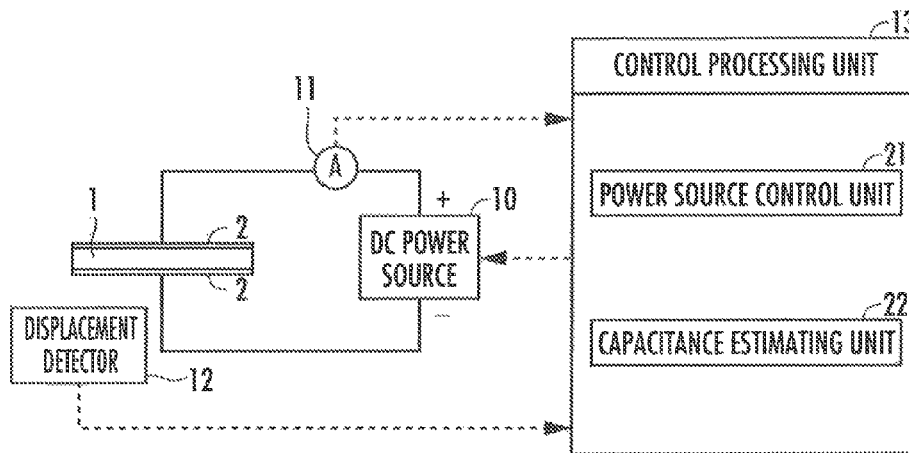 13
CONTROL PROCESSING UNIT
11
A
21
POWER SOURCE CONTROL UNIT
1
2
+
10
DC POWER
SOURCE
2
−
22
CAPACITANCE ESTIMATING UNIT
DISPLACEMENT
DETECTOR
12